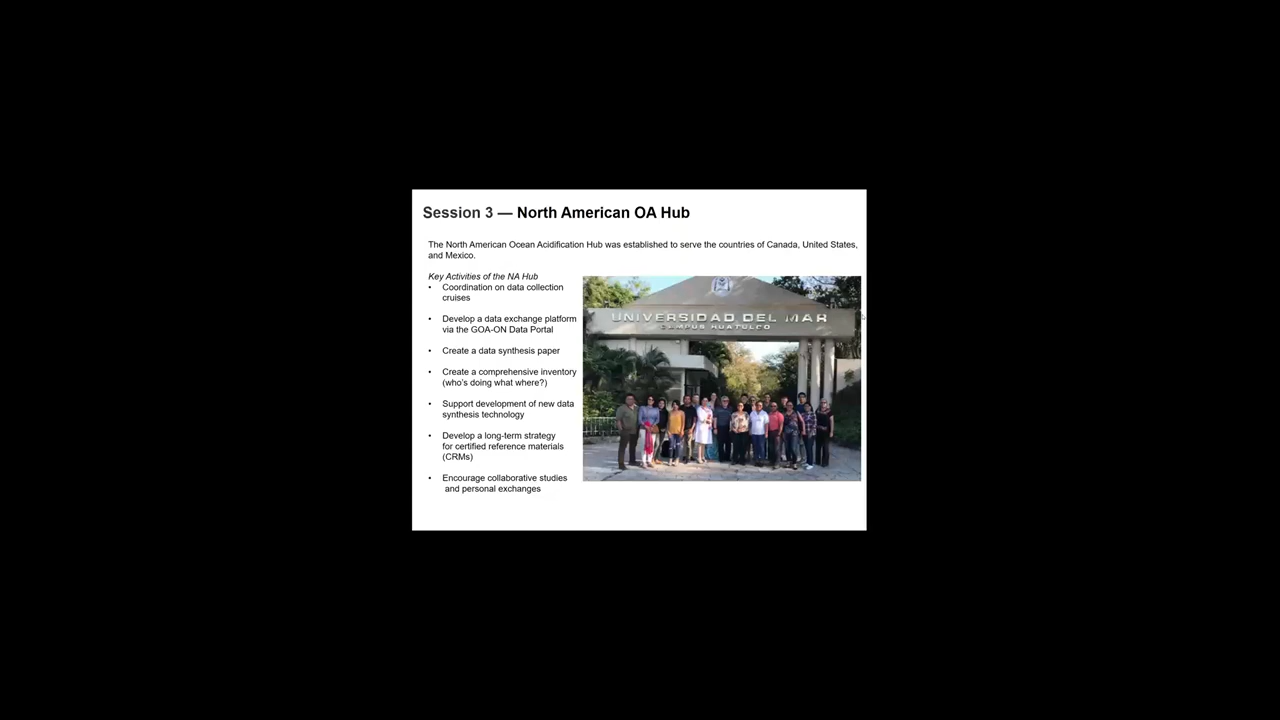 Session 3 — North American OA Hub
The North American Ocean Acidification Hub was established to serve the countries of Canada, United States,
and Mexico.
Key Activities of the NA Hub
• Coordination on data collection
cruises
• Develop a data exchange platform
via the GOA-ON Data Portal
• Create a data synthesis paper
• Create a comprehensive inventory
(who's doing what where?)
• Support development of new data
synthesis technology
• Develop a long-term strategy
for certified reference materials
(CRMs)
• Encourage collaborative studies
and personal exchanges
UNIVERSIDAD DEL MAR
CAMPUS HUATULCO